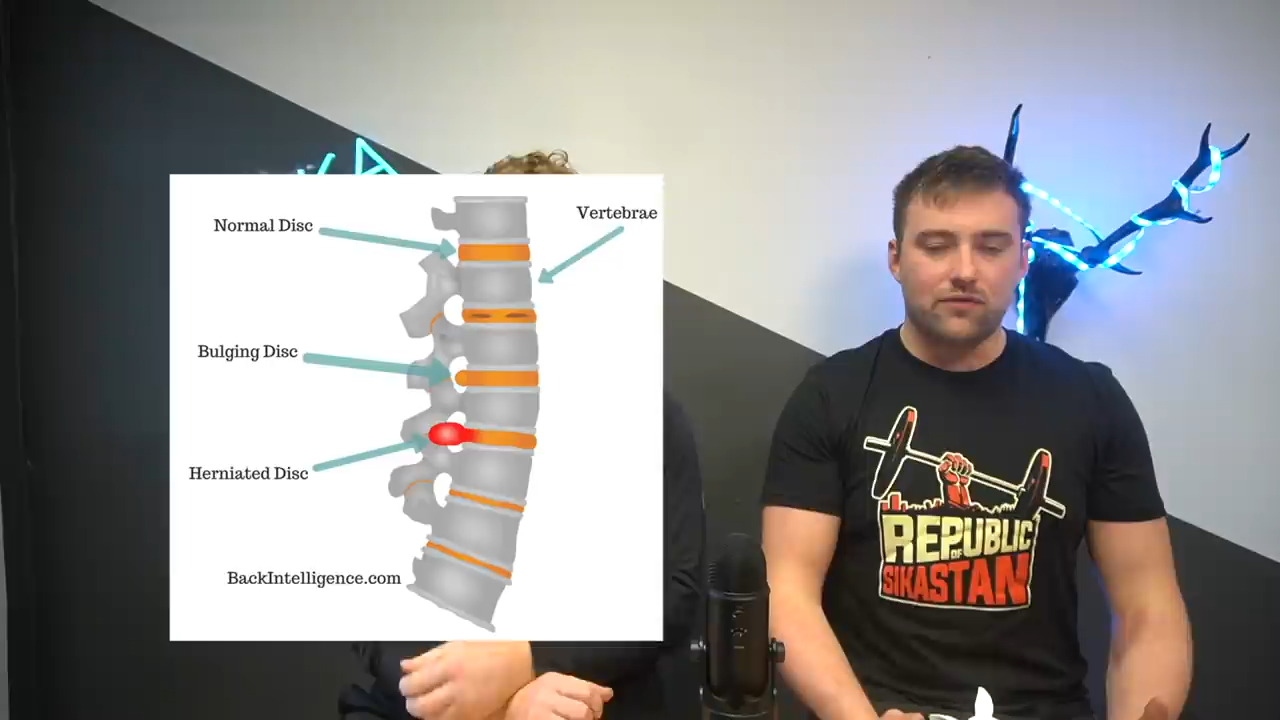 Normal Disc
Vertebrae
Bulging Disc
Herniated Disc
BackIntelligence.com
REPUBLIC
OF
SIKASTAN